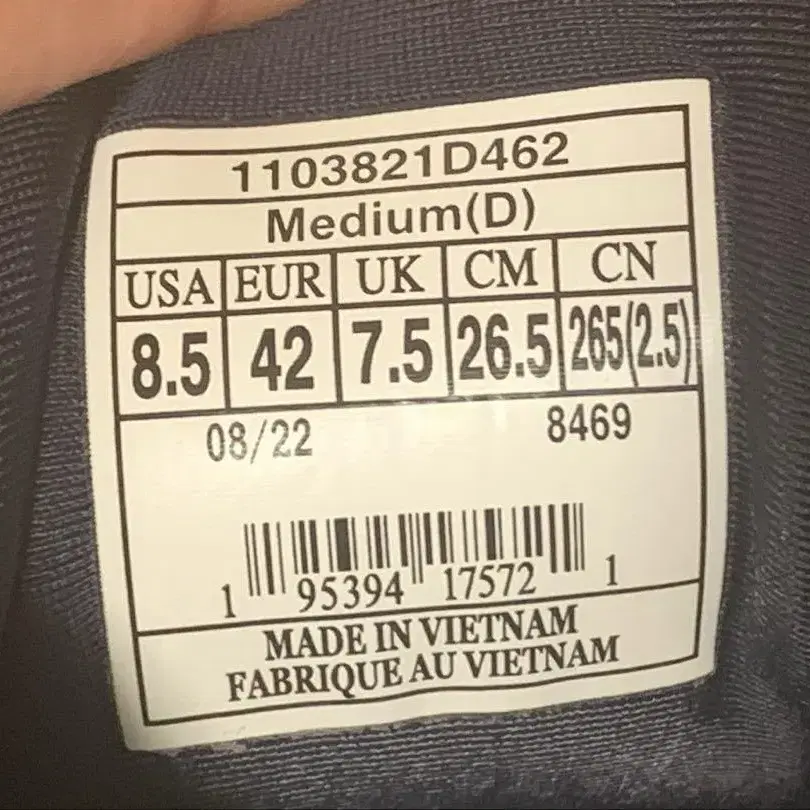 1103821D462
Medium(D)
USA EUR UK CM CN
8.5 42 7.5 26.5 265(2.5)
08/22 8469
1 95394 17572 1
MADE IN VIETNAM
FABRIQUE AU VIETNAM